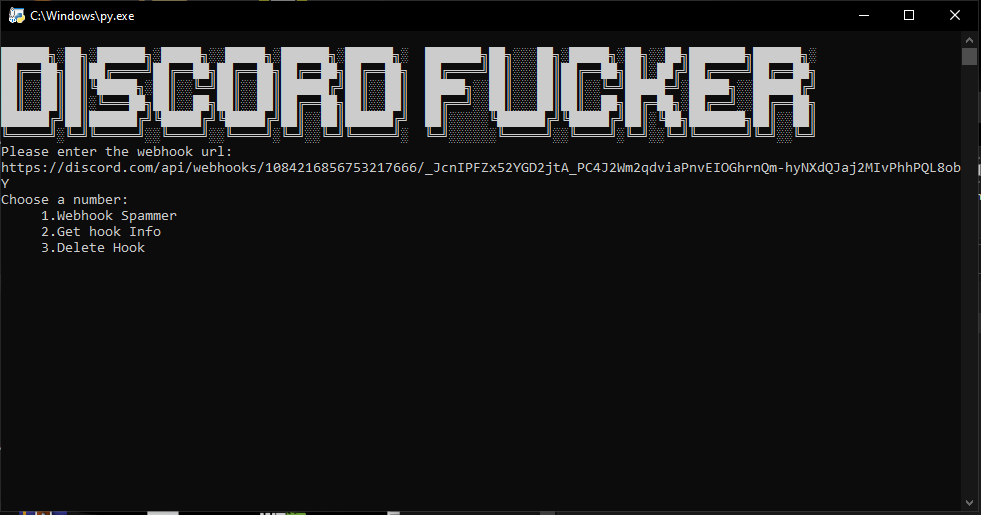 C:\Windows\py.exe
DISCORD FUCKER
Please enter the webhook url:
https://discord.com/api/webhooks/1084216856753217666/_JcnIPFZx52YGD2jtA_PC4J2Wm2qdviaPnvEIOGhrnQm-hyNXdQJaj2MIvPhhPQL8ob
Y
Choose a number:
1.Webhook Spammer
2.Get hook Info
3.Delete Hook